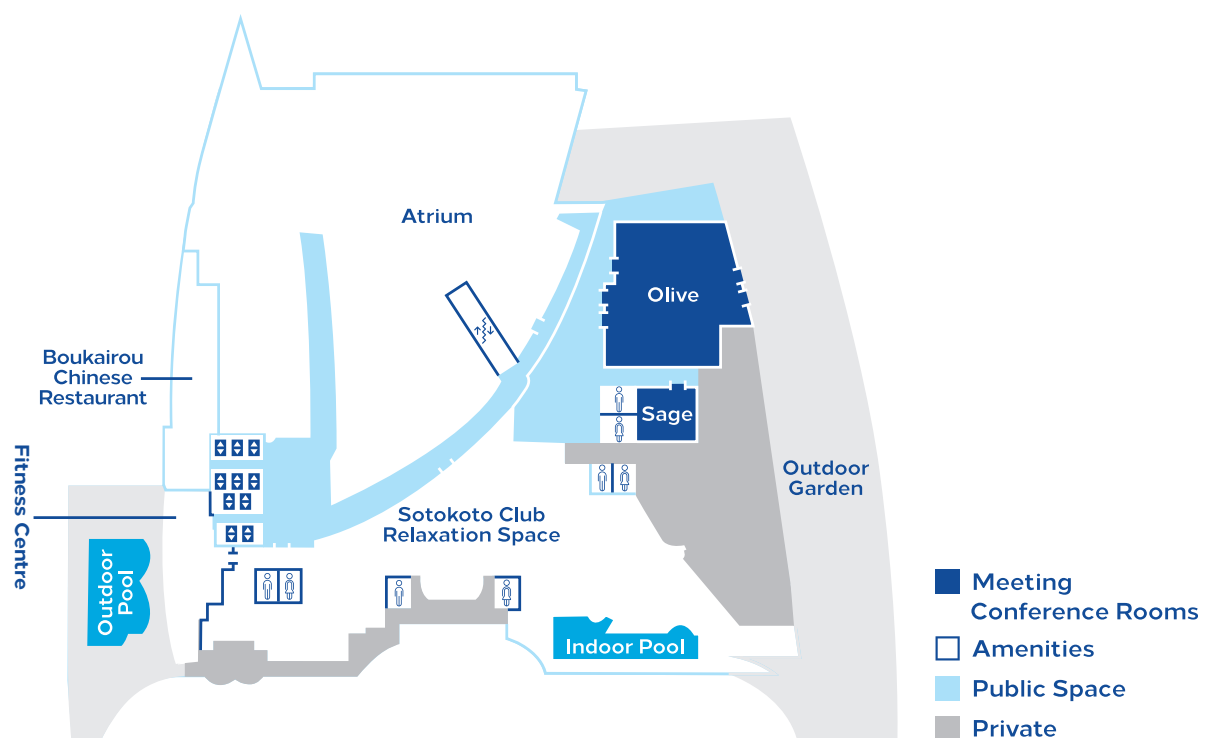 Atrium
Olive
Boukairou
Chinese
Restaurant
Sage
Fitness Centre
Outdoor
Garden
Sotokoto Club
Relaxation Space
Outdoor
Pool
Indoor Pool
Meeting
Conference Rooms
Amenities
Public Space
Private